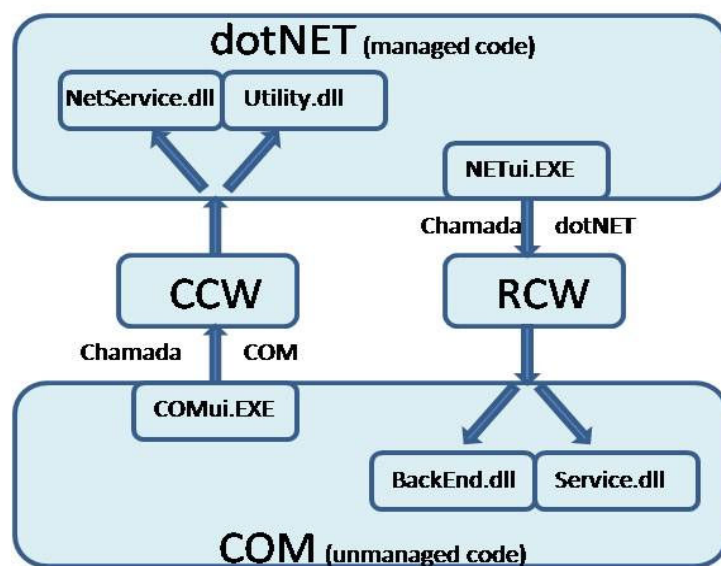 dotNET (managed code)
NetService.dll
Utility.dll
NETui.EXE
Chamada dotNET
CCW
RCW
Chamada COM
COMui.EXE
BackEnd.dll
Service.dll
COM (unmanaged code)